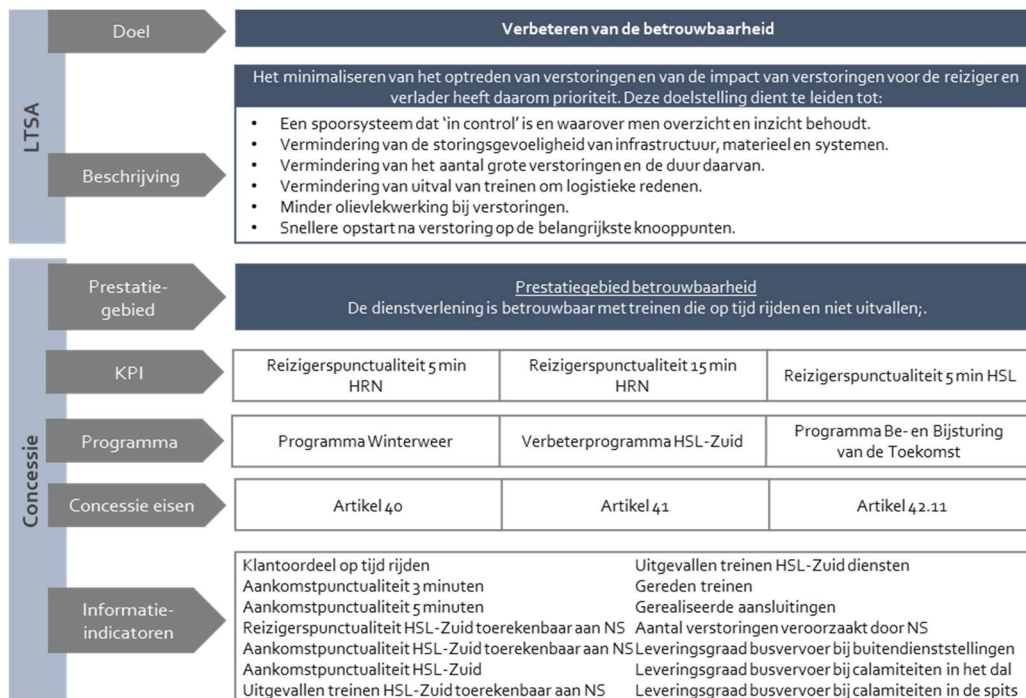 LTSA
Doel
Verbeteren van de betrouwbaarheid
Beschrijving
Het minimaliseren van het optreden van verstoringen en van de impact van verstoringen voor de reiziger en
verlader heeft daarom prioriteit. Deze doelstelling dient te leiden tot:
• Een spoorsysteem dat ‘in control’ is en waarover men overzicht en inzicht behoudt.
• Vermindering van de storingsgevoeligheid van infrastructuur, materieel en systemen.
• Vermindering van het aantal grote verstoringen en de duur daarvan.
• Vermindering van uitval van treinen om logistieke redenen.
• Minder olievlekwerking bij verstoringen.
• Snellere opstart na verstoring op de belangrijkste knooppunten.
Concessie
Prestatie-
gebied
Prestatiegebied betrouwbaarheid
De dienstverlening is betrouwbaar met treinen die op tijd rijden en niet uitvallen;.
KPI
Reizigerspunctualiteit 5 min
HRN
Reizigerspunctualiteit 15 min
HRN
Reizigerspunctualiteit 5 min HSL
Programma
Programma Winterweer
Verbeterprogramma HSL-Zuid
Programma Be- en Bijsturing
van de Toekomst
Concessie eisen
Artikel 40
Artikel 41
Artikel 42.11
Informatie-
indicatoren
Klantoordeel op tijd rijden
Aankomstpunctualiteit 3 minuten
Aankomstpunctualiteit 5 minuten
Reizigerspunctualiteit HSL-Zuid toerekenbaar aan NS
Aankomstpunctualiteit HSL-Zuid toerekenbaar aan NS
Aankomstpunctualiteit HSL-Zuid
Uitgevallen treinen HSL-Zuid toerekenbaar aan NS
Uitgevallen treinen HSL-Zuid diensten
Gereden treinen
Gerealiseerde aansluitingen
Aantal verstoringen veroorzaakt door NS
Leveringsgraad busvervoer bij buitendienststellingen
Leveringsgraad busvervoer bij calamiteiten in het dal
Leveringsgraad busvervoer bij calamiteiten in de spits